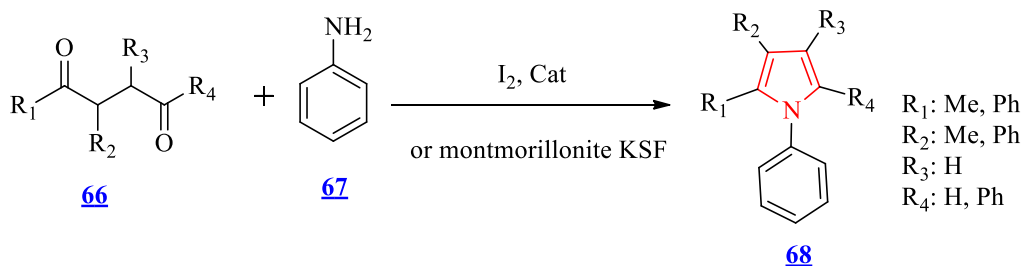 O
R₃
R₁
R₂
R₄
O
66
+
NH₂
67
I₂, Cat
or montmorillonite KSF
R₂
R₃
R₁
N
R₄
68
R₁: Me, Ph
R₂: Me, Ph
R₃: H
R₄: H, Ph